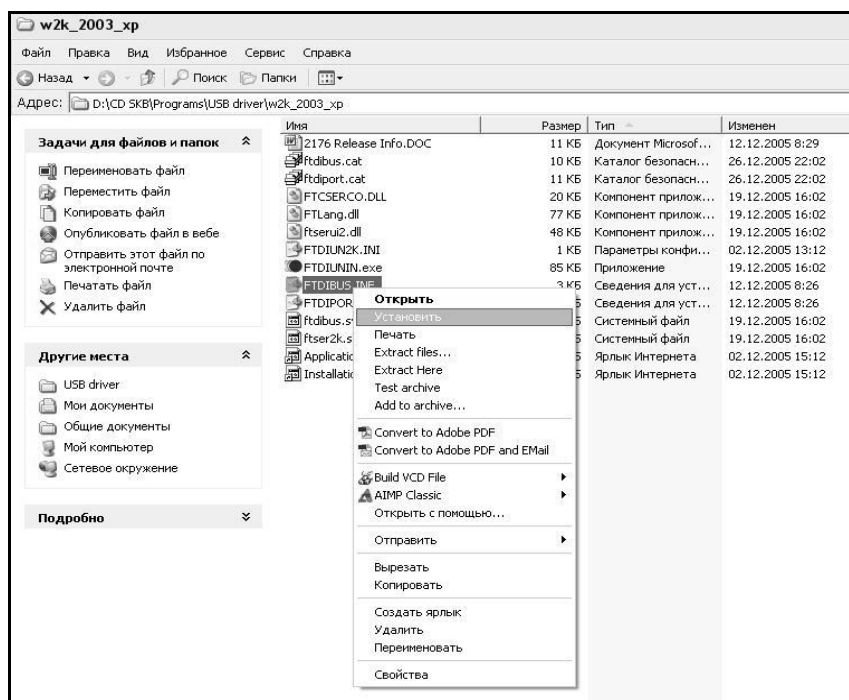 w2k_2003_xp
Файл Правка Вид Избранное Сервис Справка
Назад Поиск Папки
Адрес: D:\CD SKB\Programs\USB driver\w2k_2003_xp
Задачи для файлов и папок
Переименовать файл
Переместить файл
Копировать файл
Опубликовать файл в вебе
Отправить этот файл по
электронной почте
Печатать файл
Удалить файл
Другие места
USB driver
Мои документы
Общие документы
Мой компьютер
Сетевое окружение
Подробно
Имя Размер Тип Изменен
2176 Release Info.DOC 11 КБ Документ Microsof... 12.12.2005 8:29
ftdibus.cat 10 КБ Каталог безопасн... 26.12.2005 22:02
ftdiport.cat 11 КБ Каталог безопасн... 26.12.2005 22:02
FTCSERCO.DLL 20 КБ Компонент прилож... 19.12.2005 16:02
FTLang.dll 77 КБ Компонент прилож... 19.12.2005 16:02
ftserui2.dll 48 КБ Компонент прилож... 19.12.2005 16:02
FTDIUN2K.INI 1 КБ Параметры конфи... 02.12.2005 13:12
FTDIUNIN.exe 85 КБ Приложение 19.12.2005 16:02
FTDIBUS.INF 3 КБ Сведения для уст... 12.12.2005 8:26
FTDIPOR Сведения для уст... 12.12.2005 8:26
ftdibus.s Системный файл 19.12.2005 16:02
ftser2k.s Системный файл 19.12.2005 16:02
Applicatio Ярлык Интернета 02.12.2005 15:12
Installatio Ярлык Интернета 02.12.2005 15:12
Открыть
Установить
Печать
Extract files...
Extract Here
Test archive
Add to archive...
Convert to Adobe PDF
Convert to Adobe PDF and EMail
Build VCD File
AIMP Classic
Открыть с помощью...
Отправить
Вырезать
Копировать
Создать ярлык
Удалить
Переименовать
Свойства